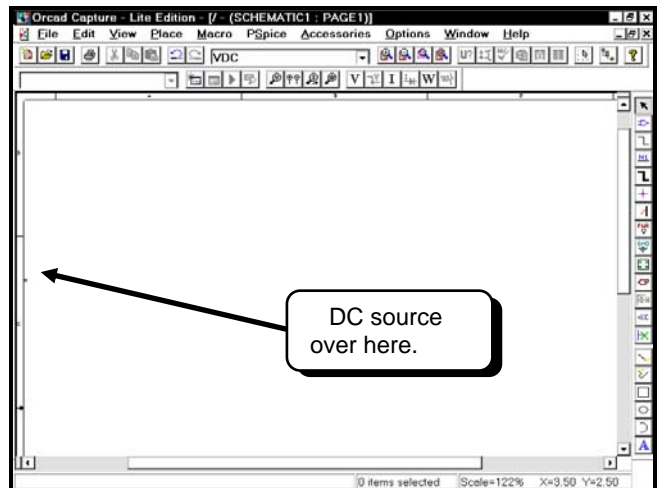 Orcad Capture - Lite Edition - [/ - (SCHEMATIC1 : PAGE1)]
File Edit View Place Macro PSpice Accessories Options Window Help
VDC
U?
V I W
DC source
over here.
A
0 items selected Scale=122% X=3.50 Y=2.50